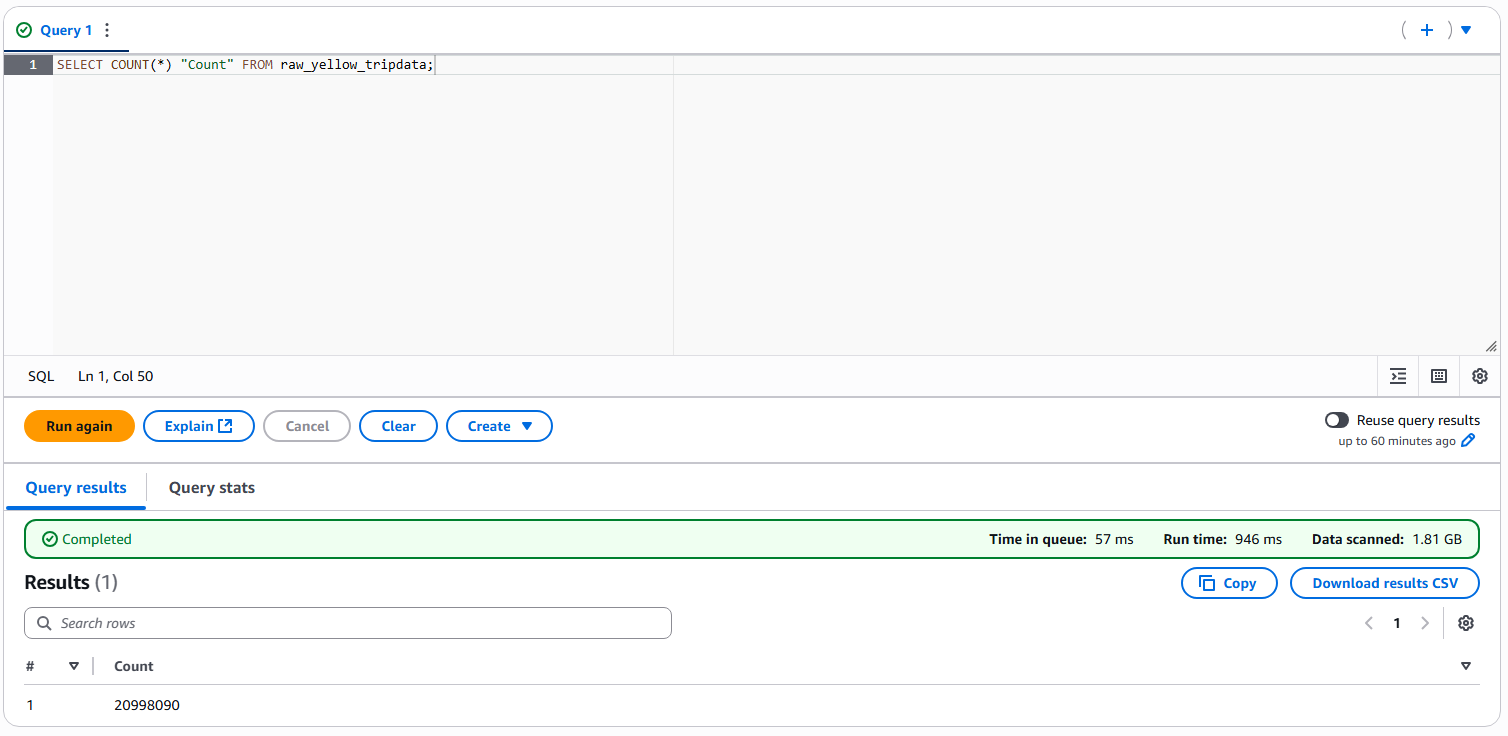 Query 1
1 SELECT COUNT(*) "Count" FROM raw_yellow_tripdata;
SQL Ln 1, Col 50
Run again Explain Cancel Clear Create Reuse query results
up to 60 minutes ago
Query results Query stats
Completed Time in queue: 57 ms Run time: 946 ms Data scanned: 1.81 GB
Results (1) Copy Download results CSV
Search rows 1
# Count
1 20998090